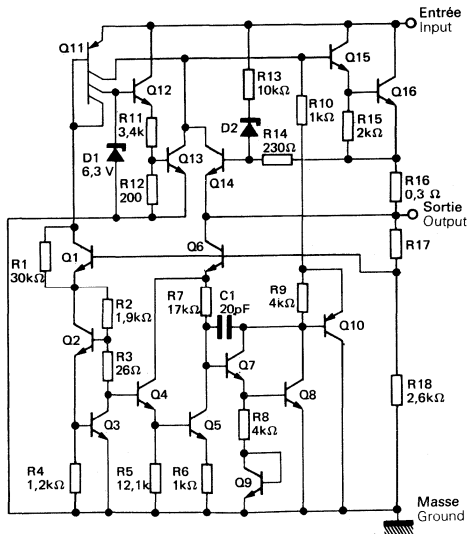 Entrée
Input
Q11
Q15
Q16
Q12
R13
10kΩ
R10
1kΩ
R11
3,4k
D2
R14
230Ω
R15
2kΩ
D1
6,3 V
Q13
R12
200
Q14
R16
0,3 Ω
Sortie
Output
Q6
R17
Q1
R1
30kΩ
R7
17kΩ
C1
20pF
R9
4kΩ
R2
1,9kΩ
Q10
Q2
R3
26Ω
Q7
Q4
Q8
R18
2,6kΩ
Q3
Q5
R8
4kΩ
R4
1,2kΩ
R5
12,1k
R6
1kΩ
Q9
Masse
Ground